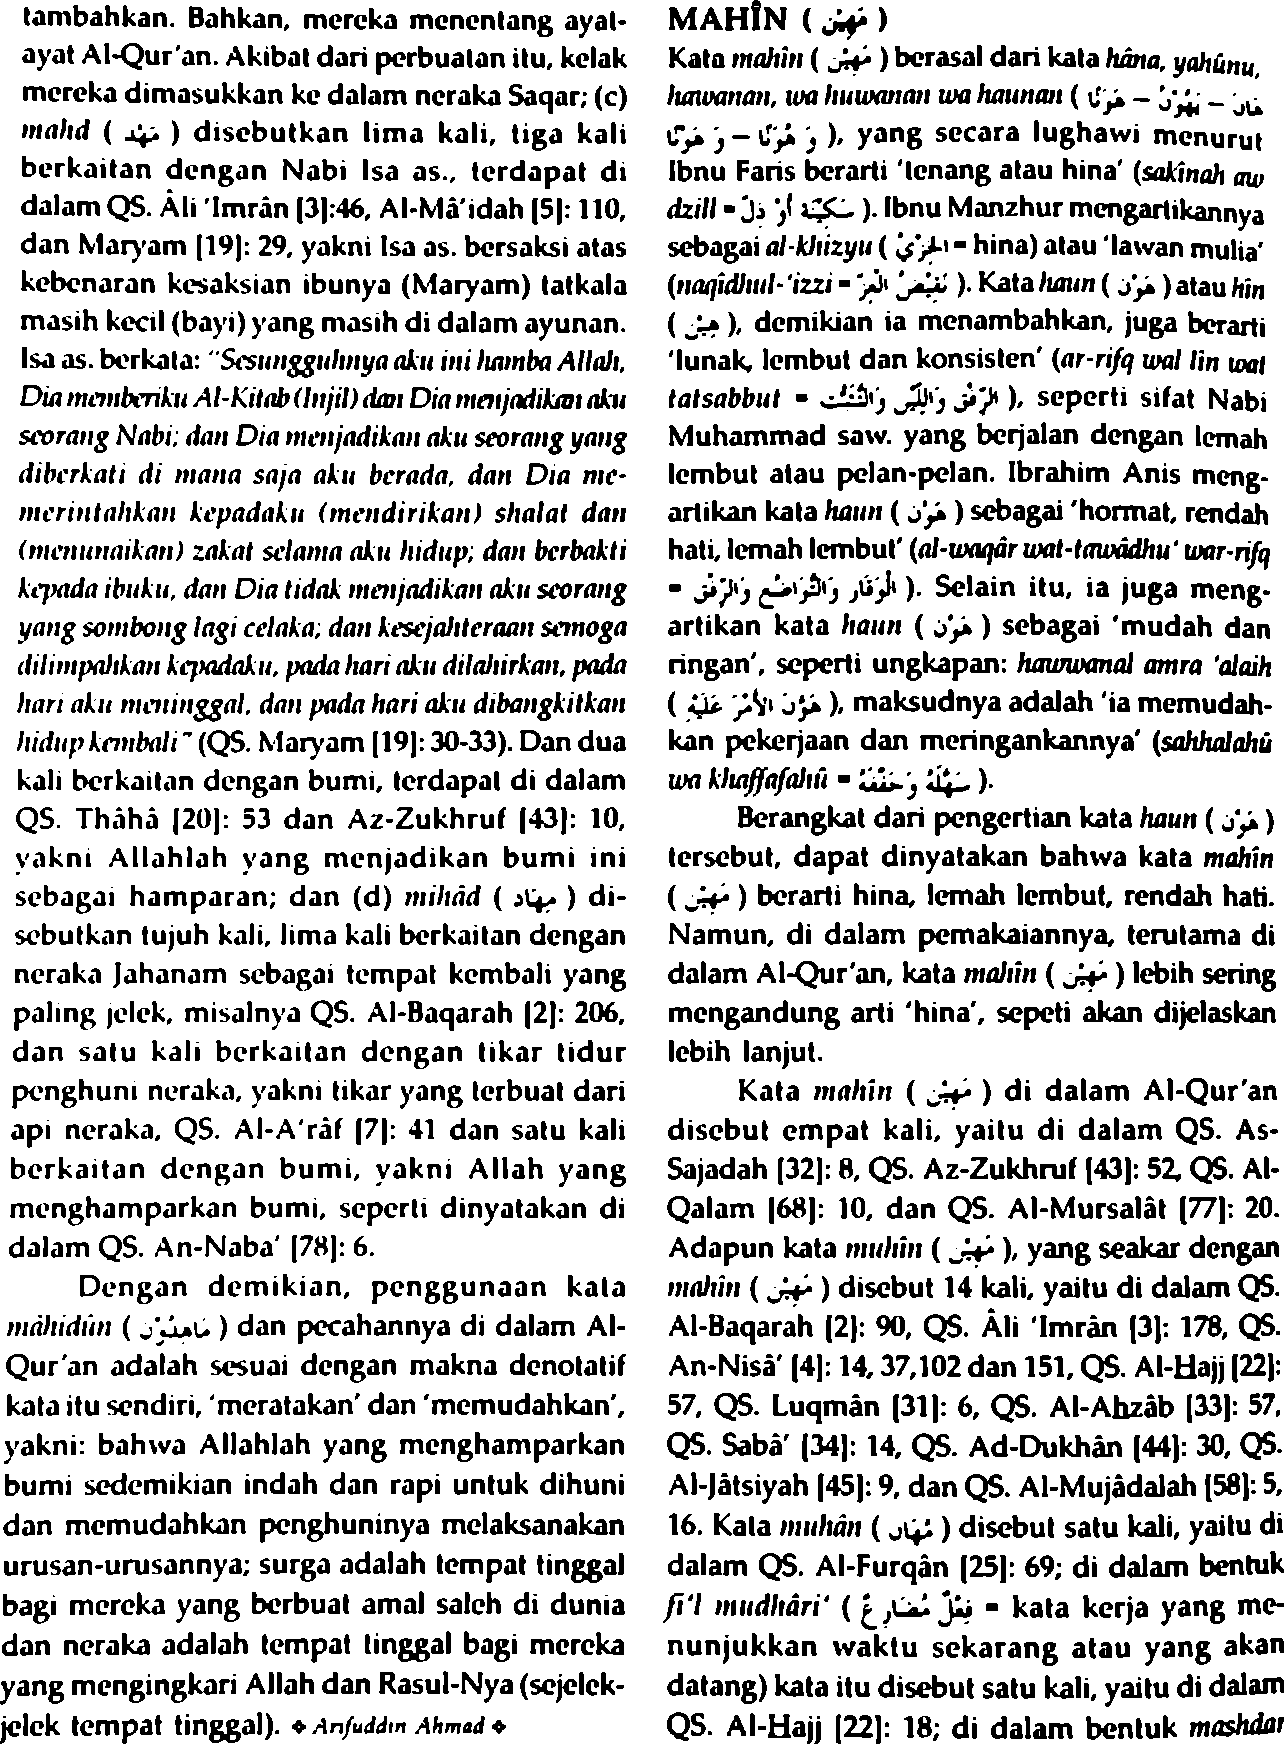 tambahkan. Bahkan, mereka menentang ayat-
ayat Al-Qur'an. Akibat dari perbuatan itu, kelak
mereka dimasukkan ke dalam neraka Saqar; (c)
mahd ( مَهْد ) disebutkan lima kali, tiga kali
berkaitan dengan Nabi Isa as., terdapat di
dalam QS. Âli 'Imrân [3]:46, Al-Mâ'idah [5]: 110,
dan Maryam [19]: 29, yakni Isa as. bersaksi atas
kebenaran kesaksian ibunya (Maryam) tatkala
masih kecil (bayi) yang masih di dalam ayunan.
Isa as. berkata: "Sesungguhnya aku ini hamba Allah,
Dia memberiku Al-Kitab (Injil) dan Dia menjadikan aku
seorang Nabi; dan Dia menjadikan aku seorang yang
diberkati di mana saja aku berada, dan Dia me-
merintahkan kepadaku (mendirikan) shalat dan
(menunaikan) zakat selama aku hidup; dan berbakti
kepada ibuku, dan Dia tidak menjadikan aku seorang
yang sombong lagi celaka; dan kesejahteraan semoga
dilimpahkan kepadaku, pada hari aku dilahirkan, pada
hari aku meninggal, dan pada hari aku dibangkitkan
hidup kembali" (QS. Maryam [19]: 30-33). Dan dua
kali berkaitan dengan bumi, terdapat di dalam
QS. Thâhâ [20]: 53 dan Az-Zukhruf [43]: 10,
yakni Allahlah yang menjadikan bumi ini
sebagai hamparan; dan (d) mihâd ( مِهَاد ) di-
sebutkan tujuh kali, lima kali berkaitan dengan
neraka Jahanam sebagai tempat kembali yang
paling jelek, misalnya QS. Al-Baqarah [2]: 206,
dan satu kali berkaitan dengan tikar tidur
penghuni neraka, yakni tikar yang terbuat dari
api neraka, QS. Al-A'râf [7]: 41 dan satu kali
berkaitan dengan bumi, yakni Allah yang
menghamparkan bumi, seperti dinyatakan di
dalam QS. An-Naba' [78]: 6.
Dengan demikian, penggunaan kata
mâhidûn ( مَاهِدُوْن ) dan pecahannya di dalam Al-
Qur'an adalah sesuai dengan makna denotatif
kata itu sendiri, 'meratakan' dan 'memudahkan',
yakni: bahwa Allahlah yang menghamparkan
bumi sedemikian indah dan rapi untuk dihuni
dan memudahkan penghuninya melaksanakan
urusan-urusannya; surga adalah tempat tinggal
bagi mereka yang berbuat amal saleh di dunia
dan neraka adalah tempat tinggal bagi mereka
yang mengingkari Allah dan Rasul-Nya (sejelek-
jelek tempat tinggal). ❖ Arifuddin Ahmad ❖
MAHÎN ( مَهِيْن )
Kata mahîn ( مَهِيْن ) berasal dari kata hâna, yahûnu,
hawanan, wa huwanan wa haunan ( هَانَ – يَهُوْنُ – هَوَنًا
وَ هُوَنًا – وَ هَوْنًا ), yang secara lughawi menurut
Ibnu Faris berarti 'tenang atau hina' (sakînah aw
dzill = سَكِيْنَة أَوْ ذِلّ ). Ibnu Manzhur mengartikannya
sebagai al-khizyu ( الْخِزْيُ = hina) atau 'lawan mulia'
(naqîdhul-'izzi = نَقِيْضُ الْعِزّ ). Kata haun ( هَوْن ) atau hîn
( هِيْن ), demikian ia menambahkan, juga berarti
'lunak, lembut dan konsisten' (ar-rifq wal lin wat
tatsabbut = الرِّفْق وَاللِّيْن وَالتَّثَبُّت ), seperti sifat Nabi
Muhammad saw. yang berjalan dengan lemah
lembut atau pelan-pelan. Ibrahim Anis meng-
artikan kata haun ( هَوْن ) sebagai 'hormat, rendah
hati, lemah lembut' (al-waqâr wat-tawâdhu' war-rifq
= الْوَقَار وَالتَّوَاضُع وَالرِّفْق ). Selain itu, ia juga meng-
artikan kata haun ( هَوْن ) sebagai 'mudah dan
ringan', seperti ungkapan: hawwanal amra 'alaih
( هَوَّنَ الْأَمْرَ عَلَيْهِ ), maksudnya adalah 'ia memudah-
kan pekerjaan dan meringankannya' (sahhalahû
wa khaffafahû = سَهَّلَهُ وَخَفَّفَهُ ).
Berangkat dari pengertian kata haun ( هَوْن )
tersebut, dapat dinyatakan bahwa kata mahîn
( مَهِيْن ) berarti hina, lemah lembut, rendah hati.
Namun, di dalam pemakaiannya, terutama di
dalam Al-Qur'an, kata mahîn ( مَهِيْن ) lebih sering
mengandung arti 'hina', sepeti akan dijelaskan
lebih lanjut.
Kata mahîn ( مَهِيْن ) di dalam Al-Qur'an
disebut empat kali, yaitu di dalam QS. As-
Sajadah [32]: 8, QS. Az-Zukhruf [43]: 52, QS. Al-
Qalam [68]: 10, dan QS. Al-Mursalât [77]: 20.
Adapun kata muhîn ( مُهِيْن ), yang seakar dengan
mahîn ( مَهِيْن ) disebut 14 kali, yaitu di dalam QS.
Al-Baqarah [2]: 90, QS. Âli 'Imrân [3]: 178, QS.
An-Nisâ' [4]: 14, 37,102 dan 151, QS. Al-Hajj [22]:
57, QS. Luqmân [31]: 6, QS. Al-Ahzâb [33]: 57,
QS. Sabâ' [34]: 14, QS. Ad-Dukhân [44]: 30, QS.
Al-Jâtsiyah [45]: 9, dan QS. Al-Mujâdalah [58]: 5,
16. Kata muhân ( مُهَان ) disebut satu kali, yaitu di
dalam QS. Al-Furqân [25]: 69; di dalam bentuk
fi'l mudhâri' ( فِعْلٌ مُضَارِعٌ = kata kerja yang me-
nunjukkan waktu sekarang atau yang akan
datang) kata itu disebut satu kali, yaitu di dalam
QS. Al-Hajj [22]: 18; di dalam bentuk mashdar